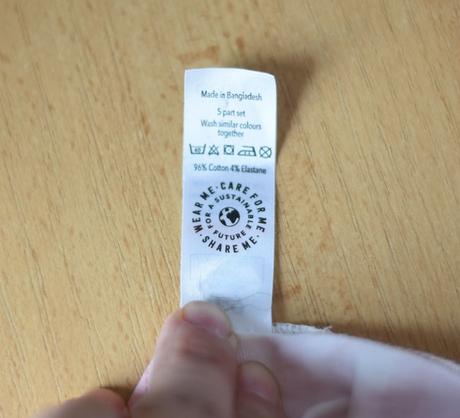 Made in Bangladesh
5 part set
Wash similar colours
together
40
96% Cotton 4% Elastane
WEAR ME · CARE FOR ME · SHARE ME ·
FOR A SUSTAINABLE FUTURE